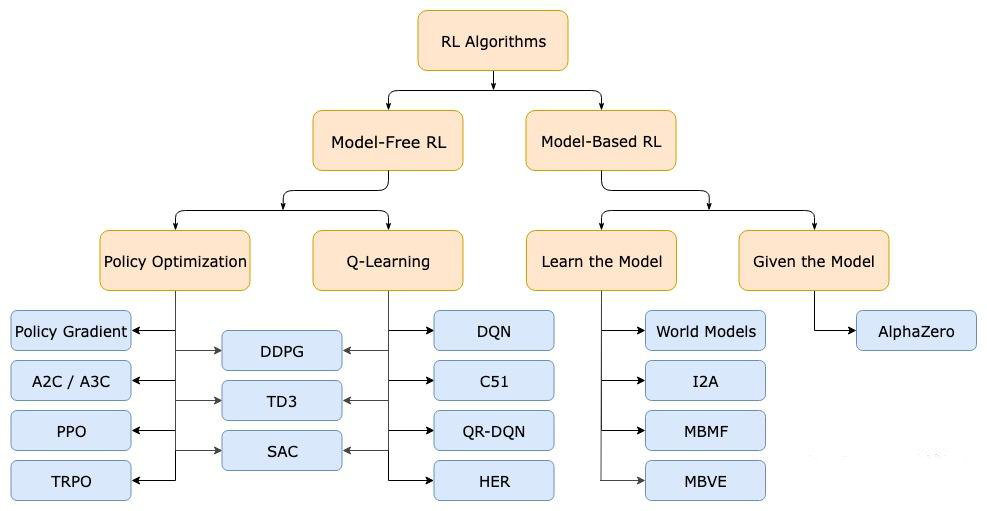 RL Algorithms
Model-Free RL
Model-Based RL
Policy Optimization
Q-Learning
Learn the Model
Given the Model
Policy Gradient
DDPG
DQN
World Models
AlphaZero
A2C / A3C
TD3
C51
I2A
PPO
SAC
QR-DQN
MBMF
TRPO
HER
MBVE